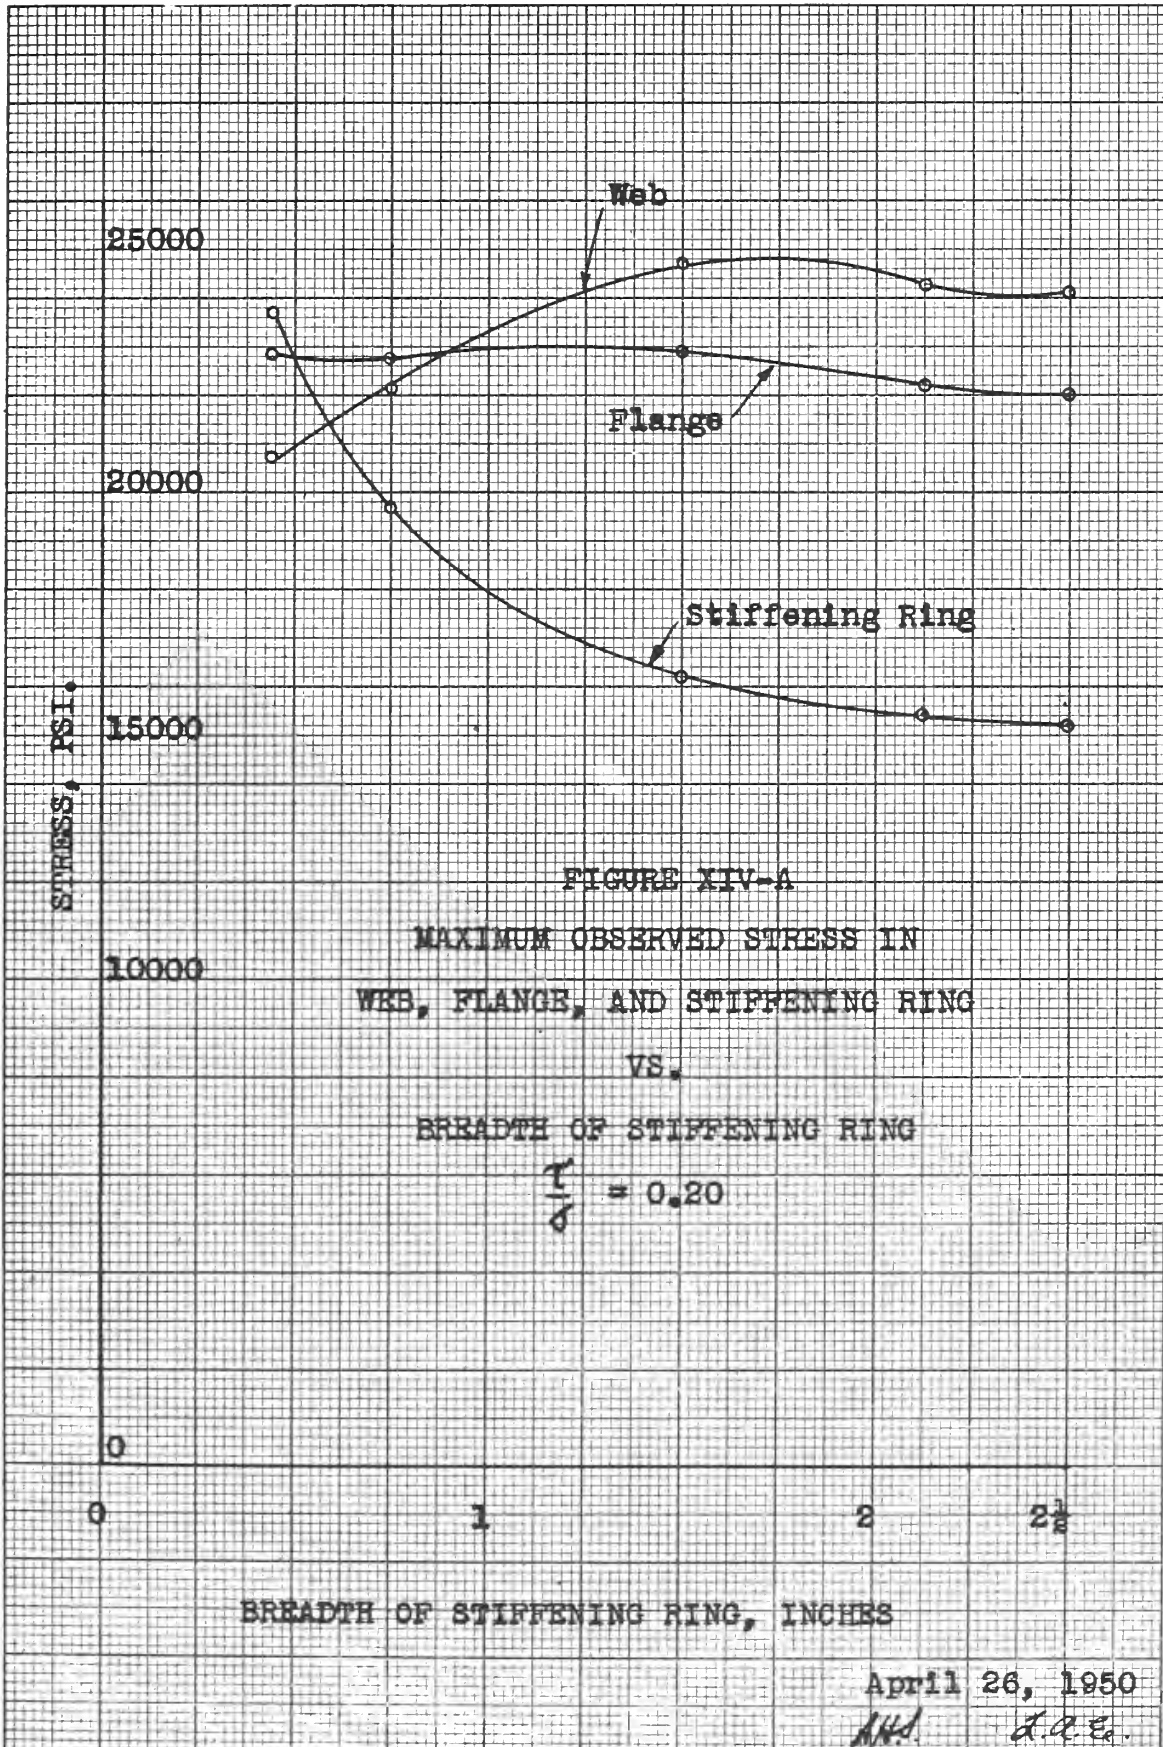 Web
25000
Flange
20000
Stiffening Ring
STRESS, PSI.
15000
FIGURE XIV-A
MAXIMUM OBSERVED STRESS IN
10000
WEB, FLANGE, AND STIFFENING RING
VS.
BREADTH OF STIFFENING RING
τ/σ = 0.20
0
0 1 2 2½
BREADTH OF STIFFENING RING, INCHES
April 26, 1950